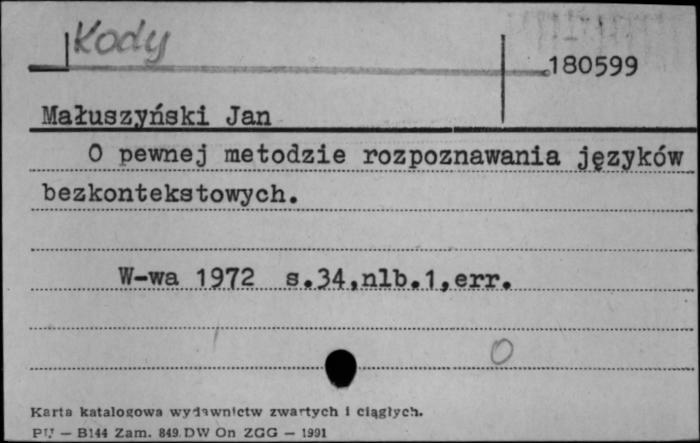 Kody
180599
Małuszyński Jan
O pewnej metodzie rozpoznawania języków
bezkontekstowych.
W-wa 1972 s.34,nlb.1,err.
O
Karta katalogowa wydawnictw zwartych i ciągłych.
PU — B144 Zam. 849 DW On ZGG — 1991